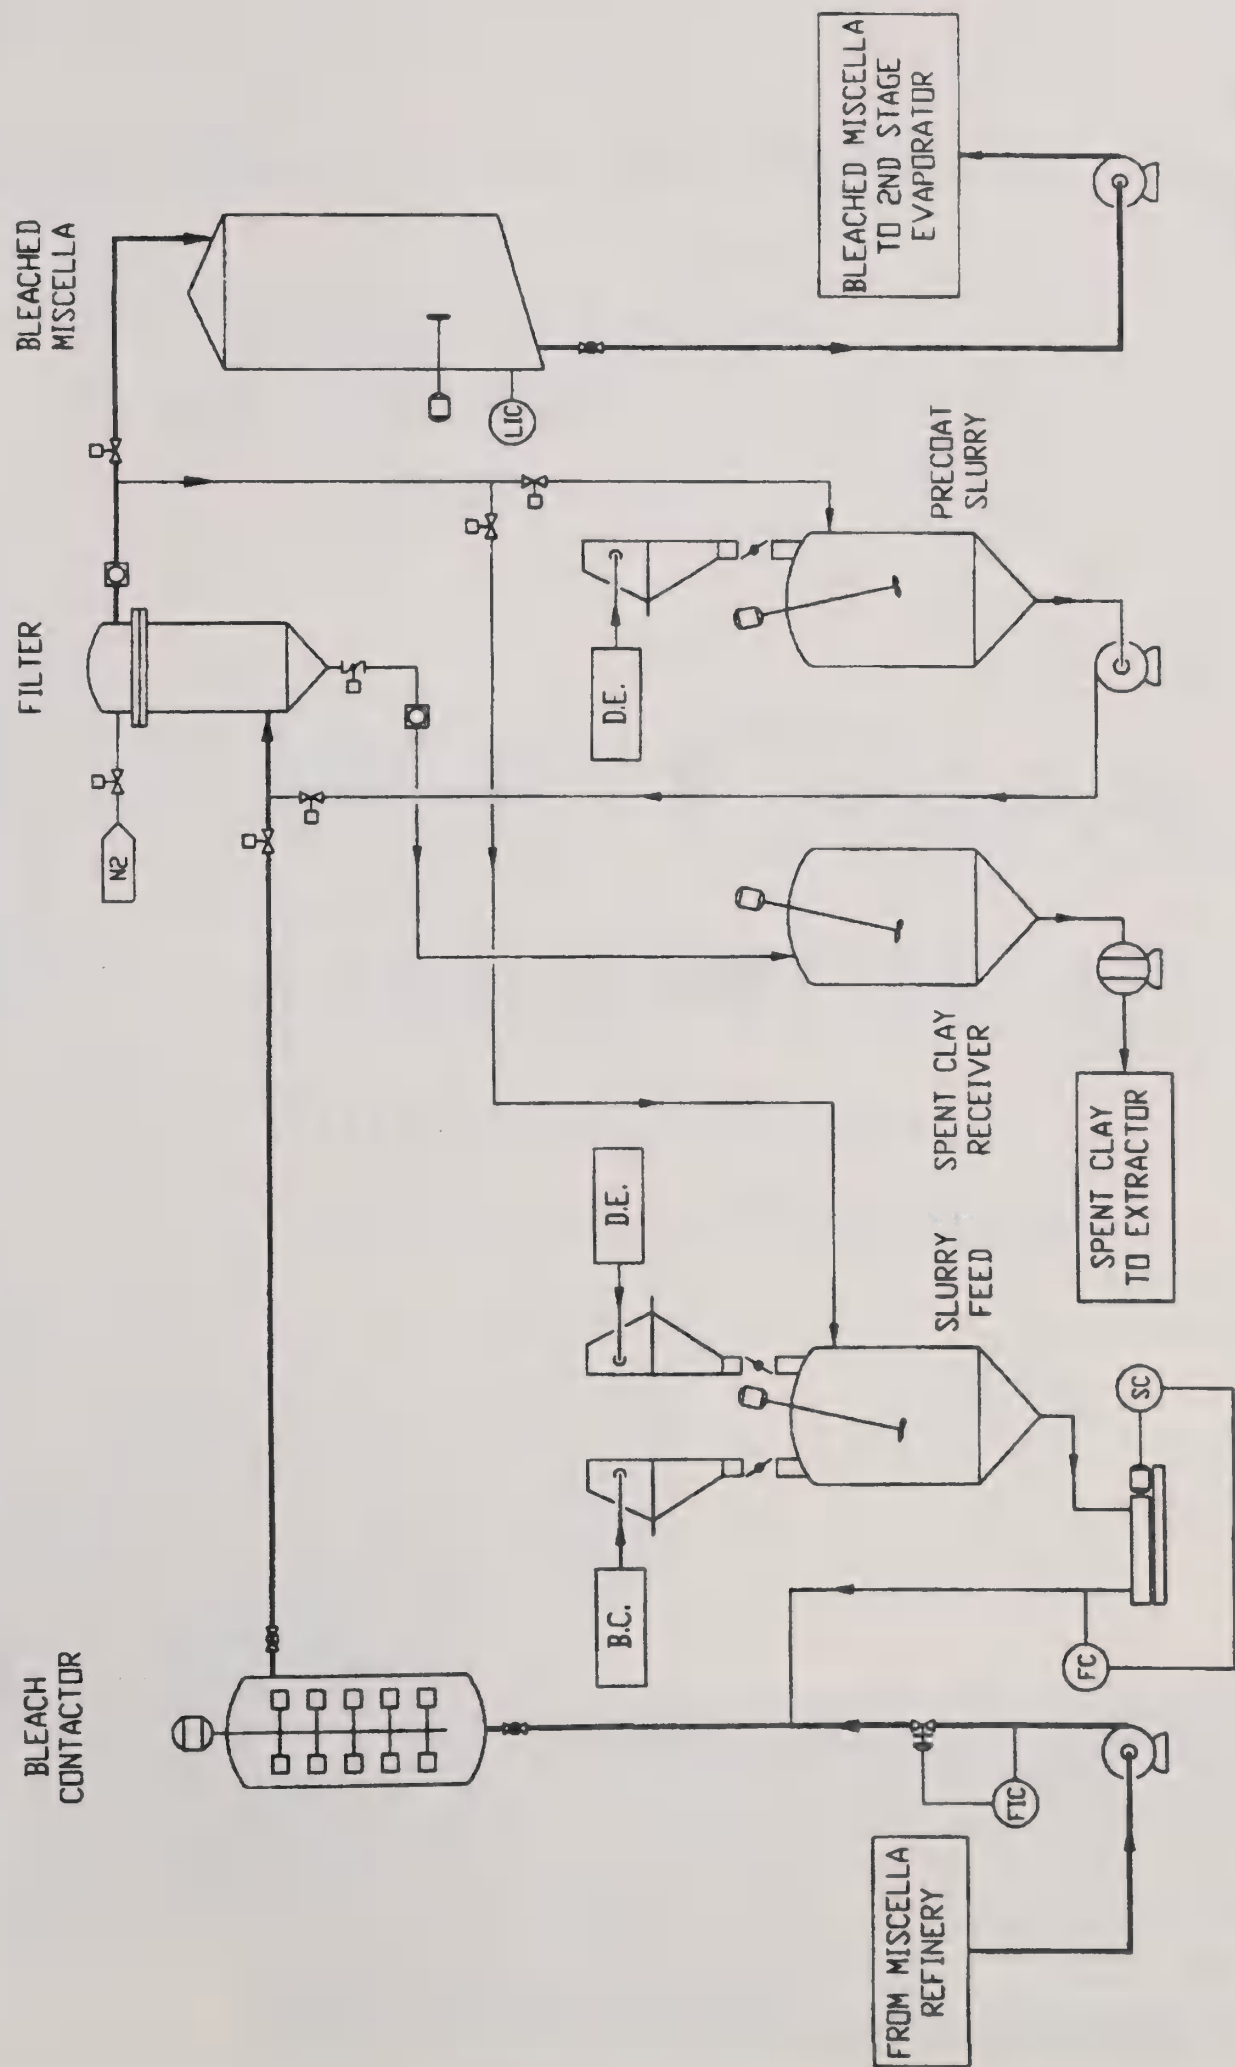 BLEACH
CONTACTOR
FILTER
BLEACHED
MISCELLA
N2
LIC
B.C.
D.E.
D.E.
FROM MISCELLA
REFINERY
FIC
FC
SC
SLURRY
FEED
SPENT CLAY
RECEIVER
PRECOAT
SLURRY
SPENT CLAY
TO EXTRACTOR
BLEACHED MISCELLA
TO 2ND STAGE
EVAPORATOR